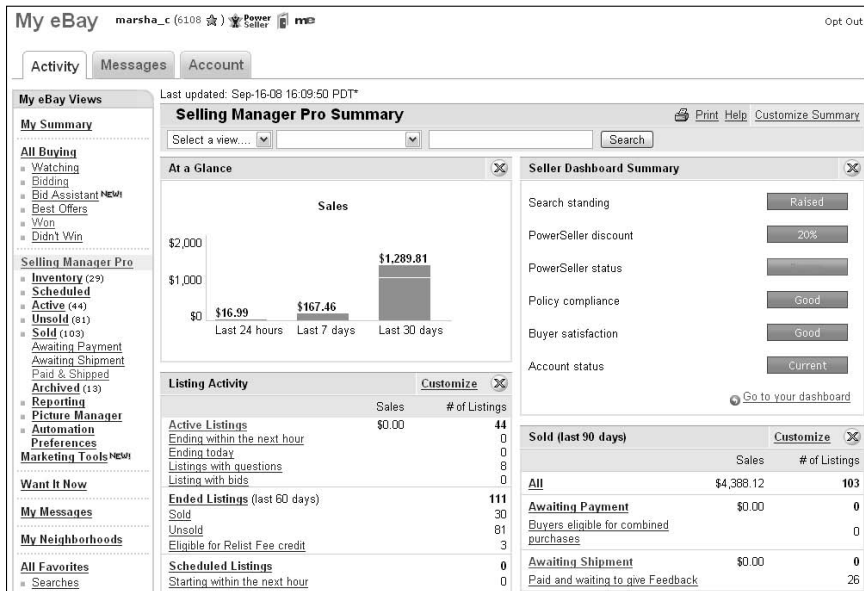 My eBay marsha_c (6108) Power Seller me Opt Out
Activity Messages Account
My eBay Views
My Summary
All Buying
Watching
Bidding
Bid Assistant NEW!
Best Offers
Won
Didn't Win
Selling Manager Pro
Inventory (29)
Scheduled
Active (44)
Unsold (81)
Sold (103)
Awaiting Payment
Awaiting Shipment
Paid & Shipped
Archived (13)
Reporting
Picture Manager
Automation
Preferences
Marketing Tools NEW!
Want It Now
My Messages
My Neighborhoods
All Favorites
Searches
Last updated: Sep-16-08 16:09:50 PDT*
Selling Manager Pro Summary Print Help Customize Summary
Select a view.... Search
At a Glance
Sales
$2,000
$1,000
$0
$16.99 $167.46 $1,289.81
Last 24 hours Last 7 days Last 30 days
Listing Activity Customize
Sales # of Listings
Active Listings $0.00 44
Ending within the next hour 0
Ending today 0
Listings with questions 8
Listing with bids 0
Ended Listings (last 60 days) 111
Sold 30
Unsold 81
Eligible for Relist Fee credit 3
Scheduled Listings 0
Starting within the next hour 0
Seller Dashboard Summary
Search standing Raised
PowerSeller discount 20%
PowerSeller status
Policy compliance Good
Buyer satisfaction Good
Account status Current
Go to your dashboard
Sold (last 90 days) Customize
Sales # of Listings
All $4,388.12 103
Awaiting Payment $0.00 0
Buyers eligible for combined
purchases 0
Awaiting Shipment $0.00 0
Paid and waiting to give Feedback 26